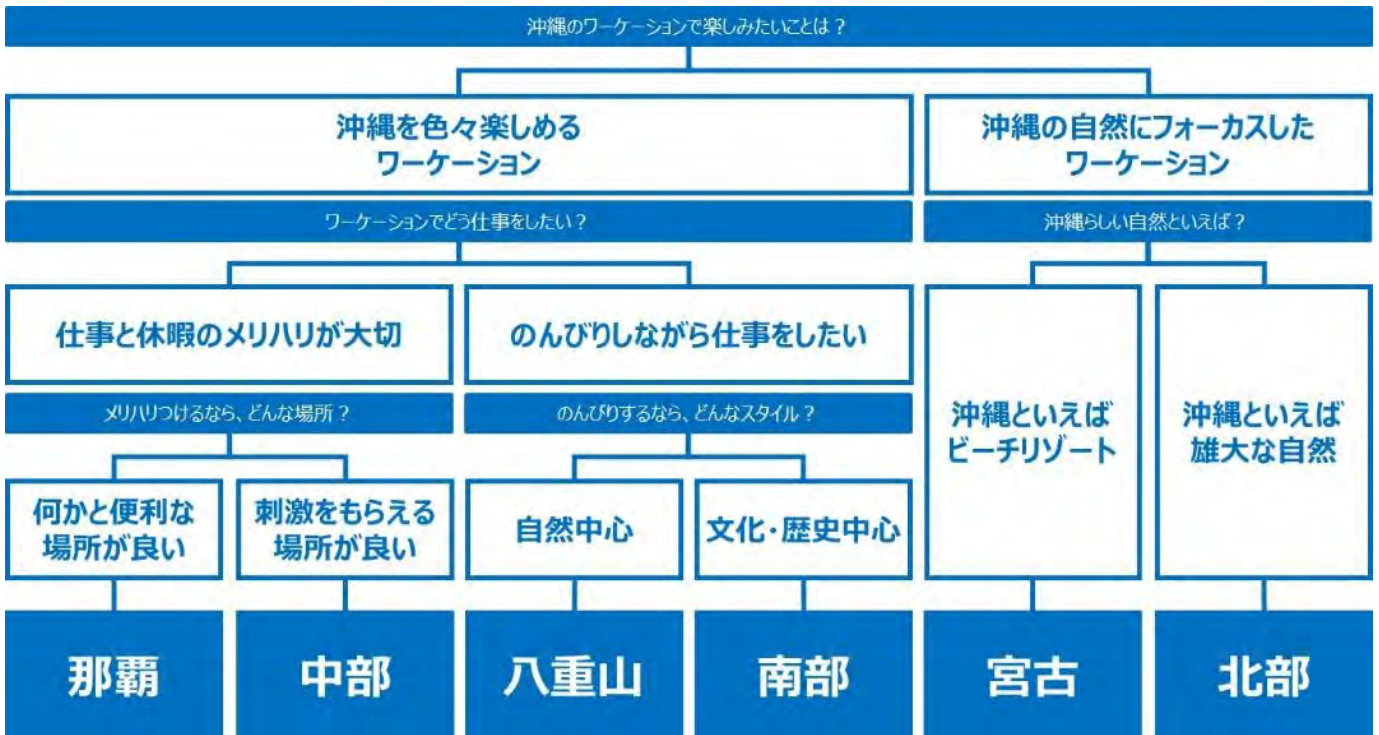 沖縄のワーケーションで楽しみたいことは？
沖縄を色々楽しめる
ワーケーション
沖縄の自然にフォーカスした
ワーケーション
ワーケーションでどう仕事をしたい？
沖縄らしい自然といえば？
仕事と休暇のメリハリが大切
のんびりしながら仕事をしたい
沖縄といえば
ビーチリゾート
沖縄といえば
雄大な自然
メリハリつけるなら、どんな場所？
のんびりするなら、どんなスタイル？
何かと便利な
場所が良い
刺激をもらえる
場所が良い
自然中心
文化・歴史中心
那覇
中部
八重山
南部
宮古
北部